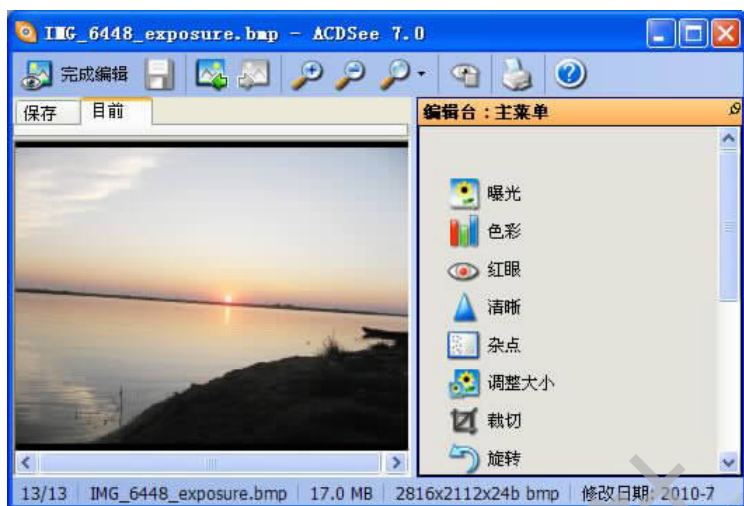 IMG_6448_exposure.bmp - ACDSee 7.0
完成编辑
保存 目前
编辑台:主菜单
曝光
色彩
红眼
清晰
杂点
调整大小
裁切
旋转
13/13 IMG_6448_exposure.bmp 17.0 MB 2816x2112x24b bmp 修改日期: 2010-7